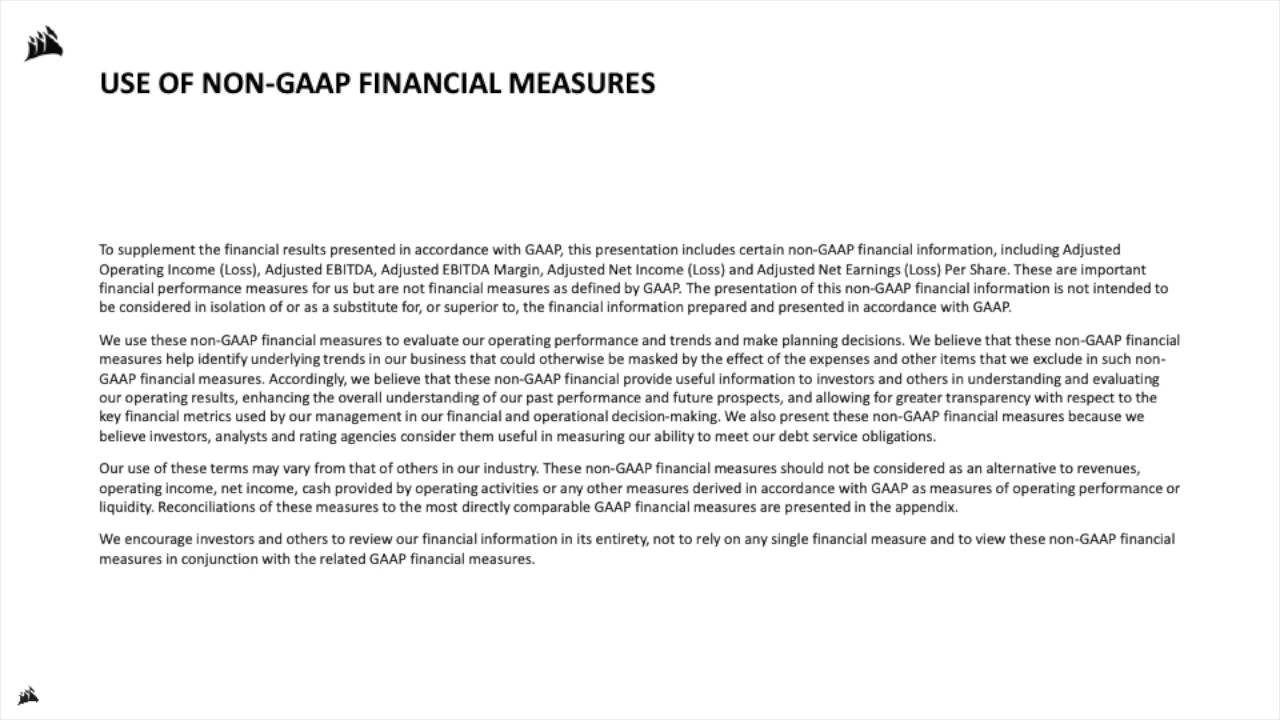 USE OF NON-GAAP FINANCIAL MEASURES
To supplement the financial results presented in accordance with GAAP, this presentation includes certain non-GAAP financial information, including Adjusted
Operating Income (Loss), Adjusted EBITDA, Adjusted EBITDA Margin, Adjusted Net Income (Loss) and Adjusted Net Earnings (Loss) Per Share. These are important
financial performance measures for us but are not financial measures as defined by GAAP. The presentation of this non-GAAP financial information is not intended to
be considered in isolation of or as a substitute for, or superior to, the financial information prepared and presented in accordance with GAAP.
We use these non-GAAP financial measures to evaluate our operating performance and trends and make planning decisions. We believe that these non-GAAP financial
measures help identify underlying trends in our business that could otherwise be masked by the effect of the expenses and other items that we exclude in such non-
GAAP financial measures. Accordingly, we believe that these non-GAAP financial provide useful information to investors and others in understanding and evaluating
our operating results, enhancing the overall understanding of our past performance and future prospects, and allowing for greater transparency with respect to the
key financial metrics used by our management in our financial and operational decision-making. We also present these non-GAAP financial measures because we
believe investors, analysts and rating agencies consider them useful in measuring our ability to meet our debt service obligations.
Our use of these terms may vary from that of others in our industry. These non-GAAP financial measures should not be considered as an alternative to revenues,
operating income, net income, cash provided by operating activities or any other measures derived in accordance with GAAP as measures of operating performance or
liquidity. Reconciliations of these measures to the most directly comparable GAAP financial measures are presented in the appendix.
We encourage investors and others to review our financial information in its entirety, not to rely on any single financial measure and to view these non-GAAP financial
measures in conjunction with the related GAAP financial measures.